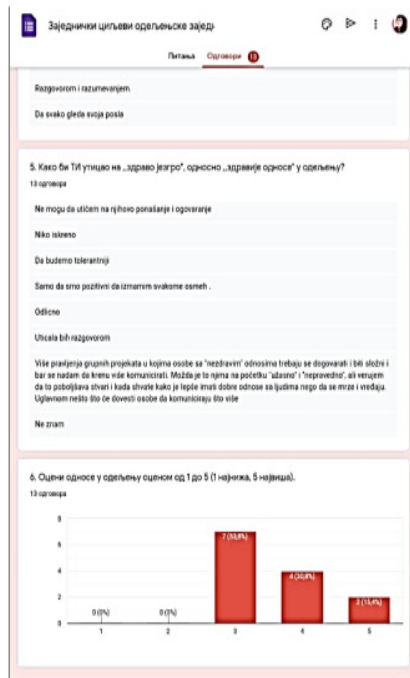 Заједнички циљеви одељењске заједн
Питања Одговори 13
Razgovorom i razumevanjem.
Da svako gleda svoja posla
5. Како би ТИ утицао на „здраво језгро", односно „здравије односе" у одељењу?
13 одговора
Ne mogu da utičem na njihovo ponašanje i ogovaranje
Niko iskreno
Da budemo tolerantniji
Samo da smo pozitivni da izmamim svakome osmeh .
Odlicno
Uticala bih razgovorom
Više pravljenja grupnih projekata u kojima osobe sa "nezdravim" odnosima trebaju se dogovarati i biti složni i
bar se nadam da krenu više komunicirati. Možda je to njima na početku "užasno" i "nepravedno", ali verujem
da to poboljšava stvari i kada shvate kako je lepše imati dobre odnose sa ljudima nego da se mrze i vređaju.
Uglavnom nešto što će dovesti osobe da komuniciraju što više
Ne znam
6. Оцени односе у одељењу оценом од 1 до 5 (1 најнижа, 5 највиша).
13 одговора
8
6
4
2
0
0 (0%)
0 (0%)
7 (53,8%)
4 (30,8%)
2 (15,4%)
1 2 3 4 5